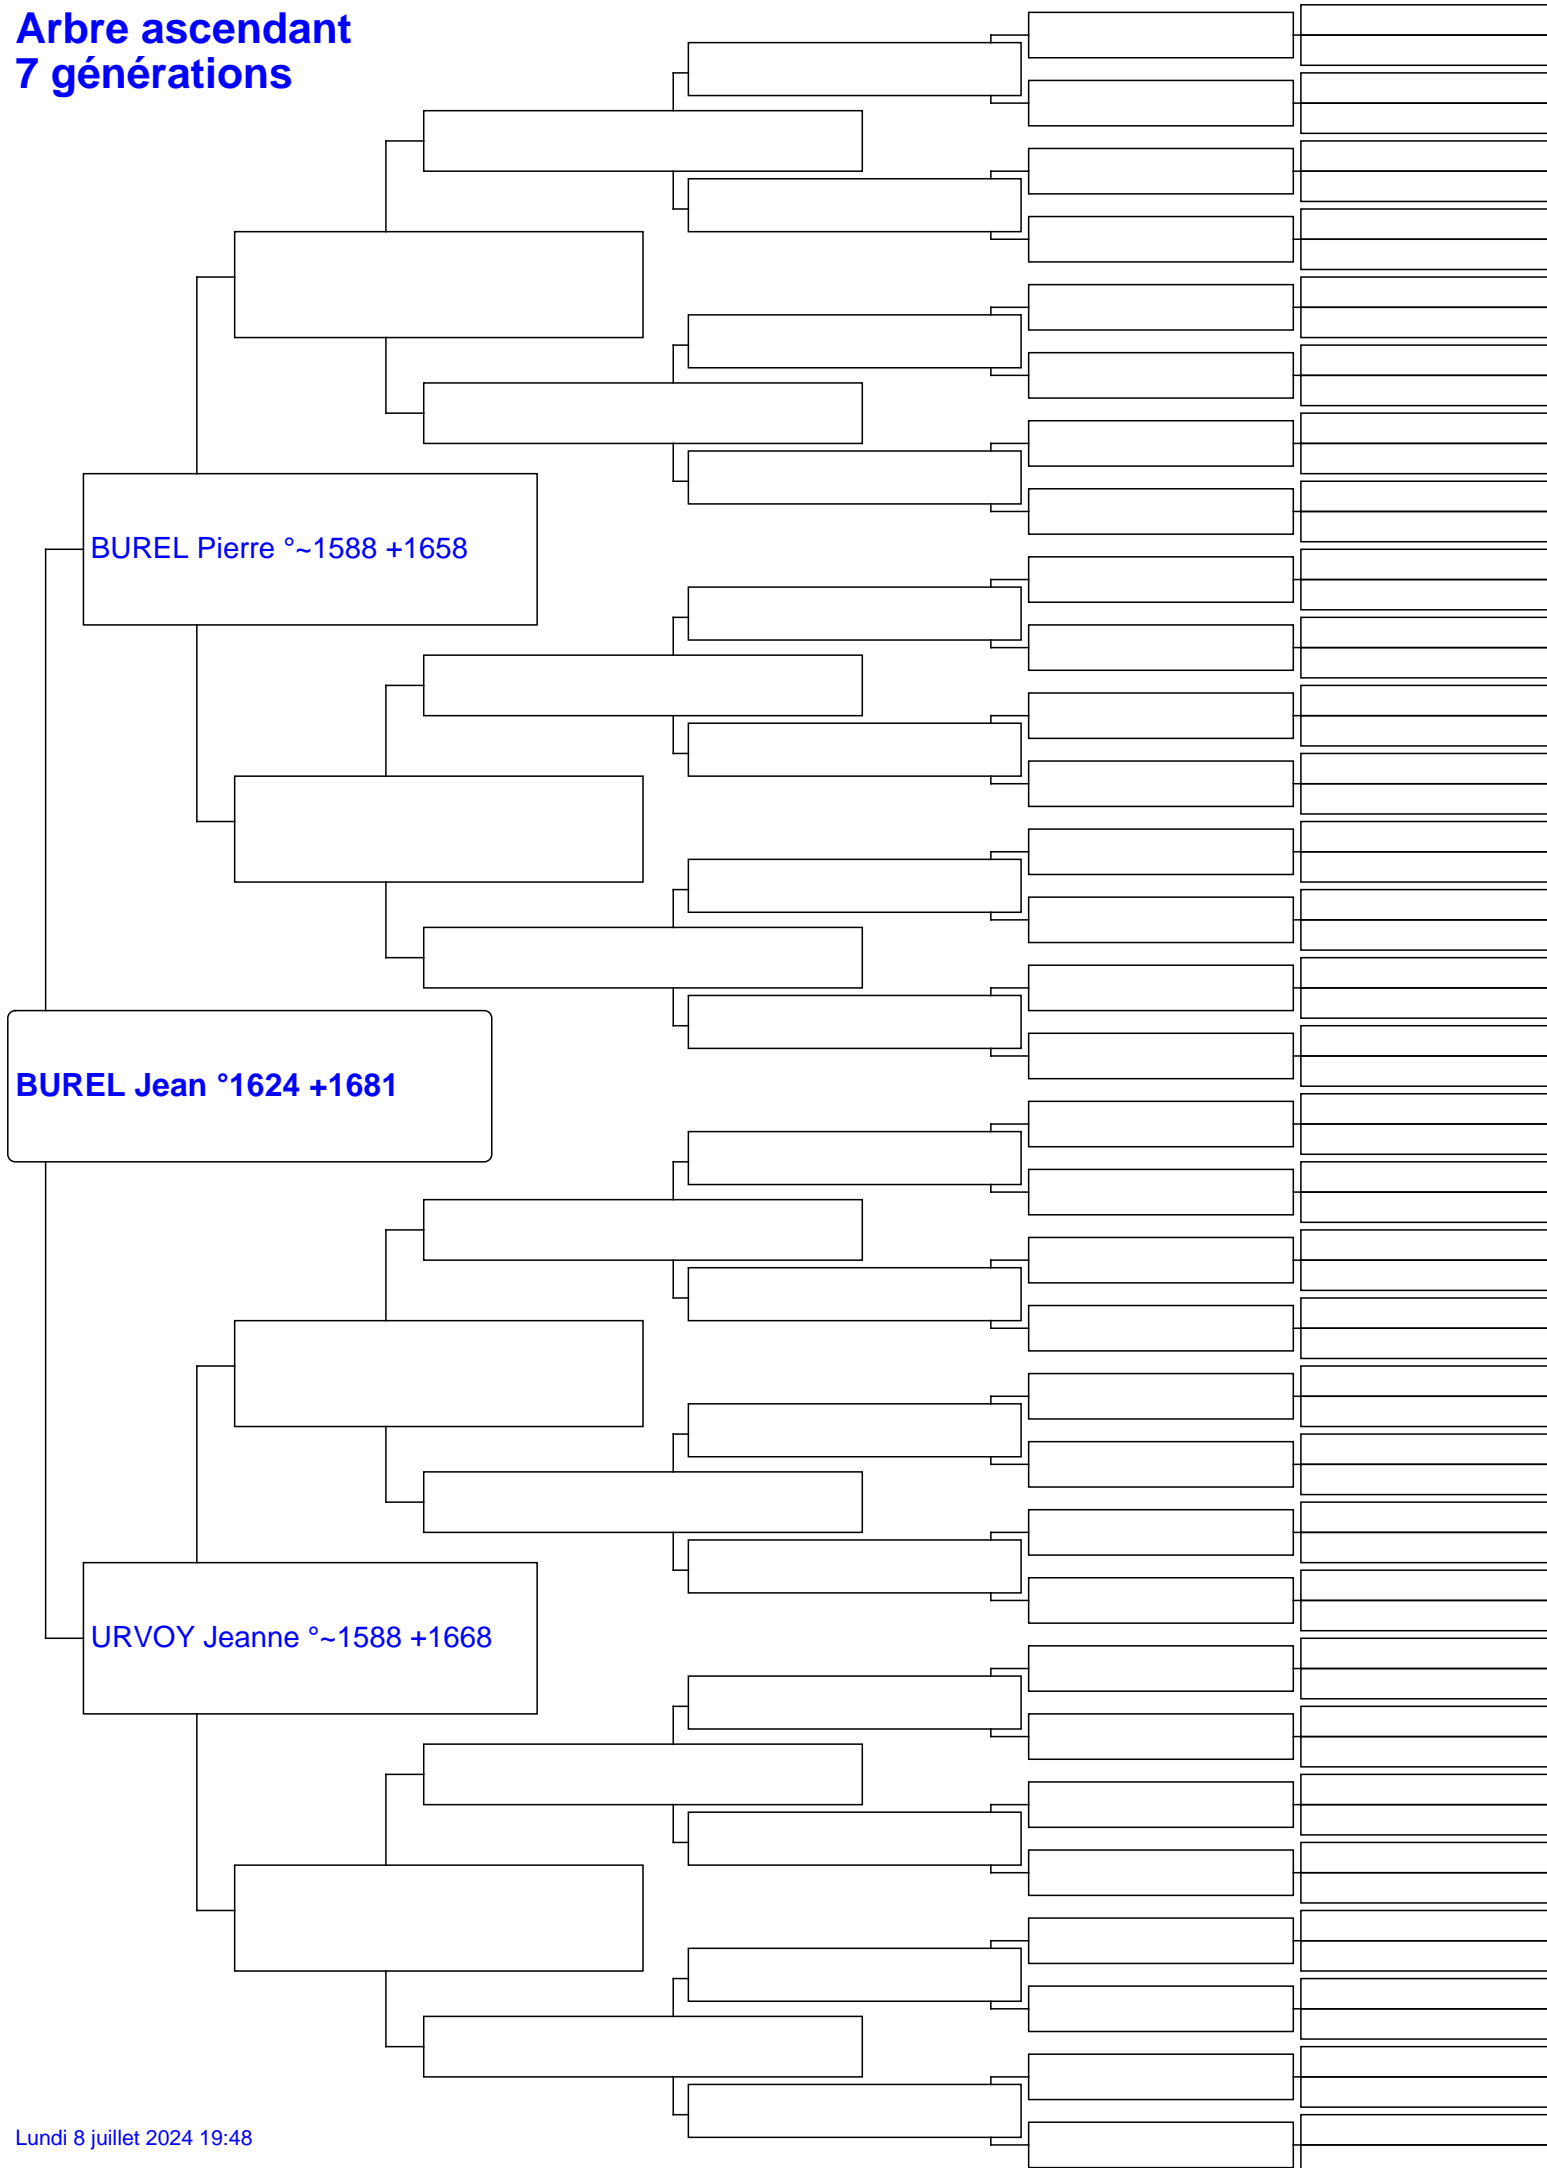 Arbre ascendant
7 générations
BUREL Pierre °~1588 +1658
BUREL Jean °1624 +1681
URVOY Jeanne °~1588 +1668
Lundi 8 juillet 2024 19:48